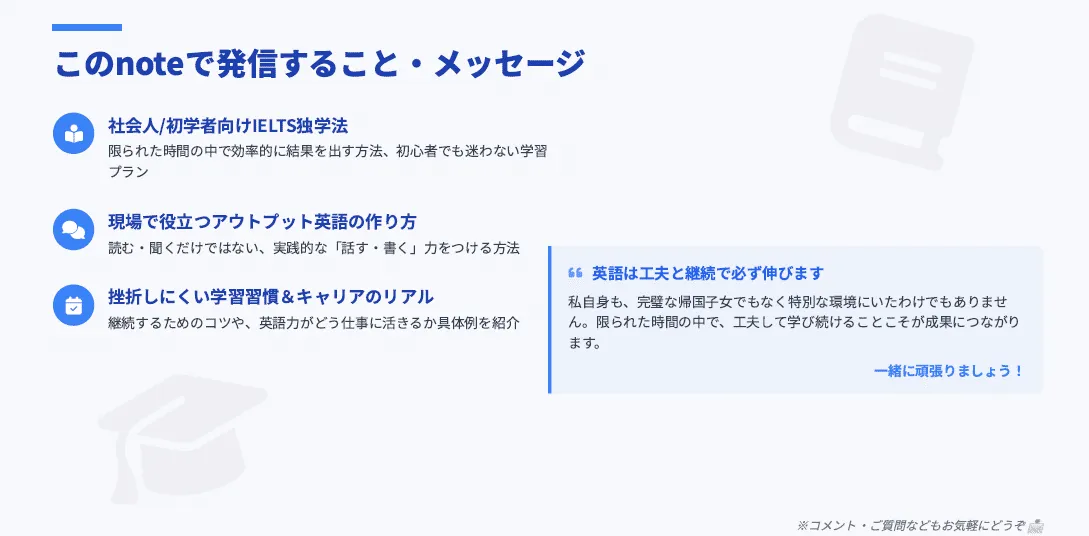 このnoteで発信すること・メッセージ
社会人/初学者向けIELTS独学法
限られた時間の中で効率的に結果を出す方法、初心者でも迷わない学習
プラン
現場で役立つアウトプット英語の作り方
読む・聞くだけではない、実践的な「話す・書く」力をつける方法
挫折しにくい学習習慣＆キャリアのリアル
継続するためのコツや、英語力がどう仕事に活きるか具体例を紹介
英語は工夫と継続で必ず伸びます
私自身も、完璧な帰国子女でもなく特別な環境にいたわけでもありませ
ん。限られた時間の中で、工夫して学び続けることこそが成果につながり
ます。
一緒に頑張りましょう！
※コメント・ご質問などもお気軽にどうぞ